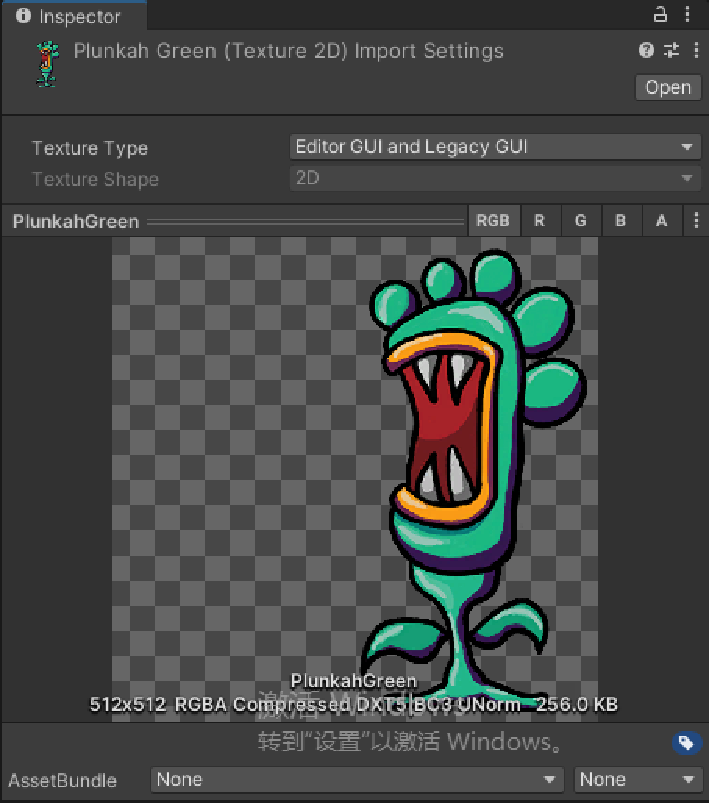 Inspector
Plunkah Green (Texture 2D) Import Settings
Open
Texture Type Editor GUI and Legacy GUI
Texture Shape 2D
PlunkahGreen RGB R G B A
PlunkahGreen
512x512 RGBA Compressed DXT5|BC3 UNorm 256.0 KB
激活 Windows
转到“设置”以激活 Windows。
AssetBundle None None